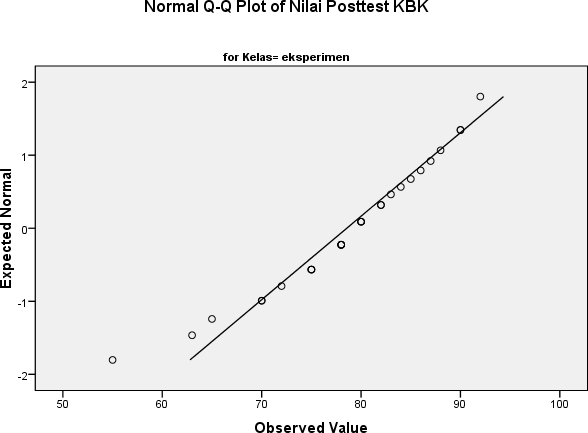 Normal Q-Q Plot of Nilai Posttest KBK
for Kelas= eksperimen
Expected Normal
2
1
0
-1
-2
50 60 70 80 90 100
Observed Value